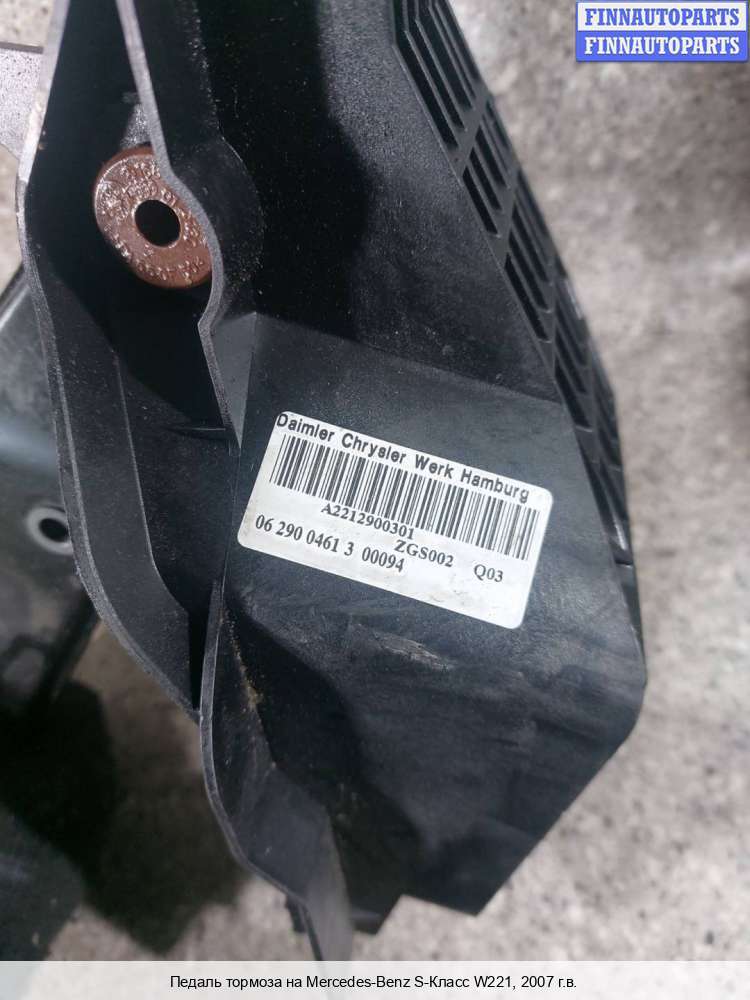 FINNAUTOPARTS
FINNAUTOPARTS
Daimler Chrysler Werk Hamburg
A2212900301
ZGS002 Q03
06 290 0461 3 00094
Педаль тормоза на Mercedes-Benz S-Класс W221, 2007 г.в.